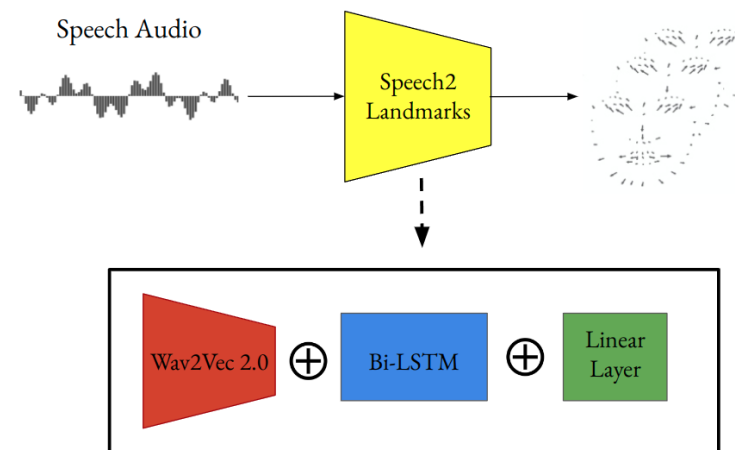 Speech Audio
Speech2
Landmarks
Wav2Vec 2.0
Bi-LSTM
Linear
Layer